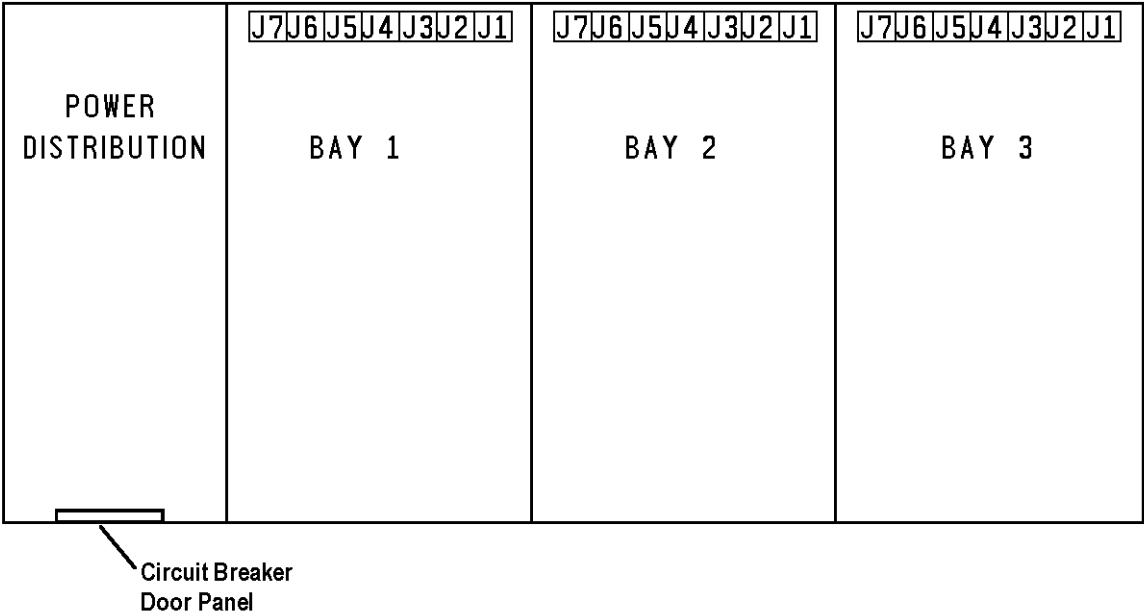 J7 J6 J5 J4 J3 J2 J1
J7 J6 J5 J4 J3 J2 J1
J7 J6 J5 J4 J3 J2 J1
POWER
DISTRIBUTION
BAY 1
BAY 2
BAY 3
Circuit Breaker
Door Panel